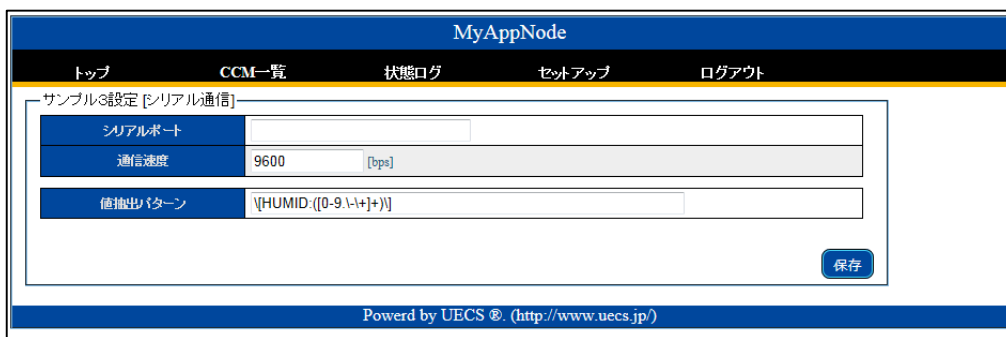 MyAppNode
トップ CCM一覧 状態ログ セットアップ ログアウト
サンプル3設定 [シリアル通信]
シリアルポート
通信速度 9600 [bps]
値抽出パターン \[HUMID:([0-9.\-\+]+)\]
保存
Powerd by UECS ®. (http://www.uecs.jp/)